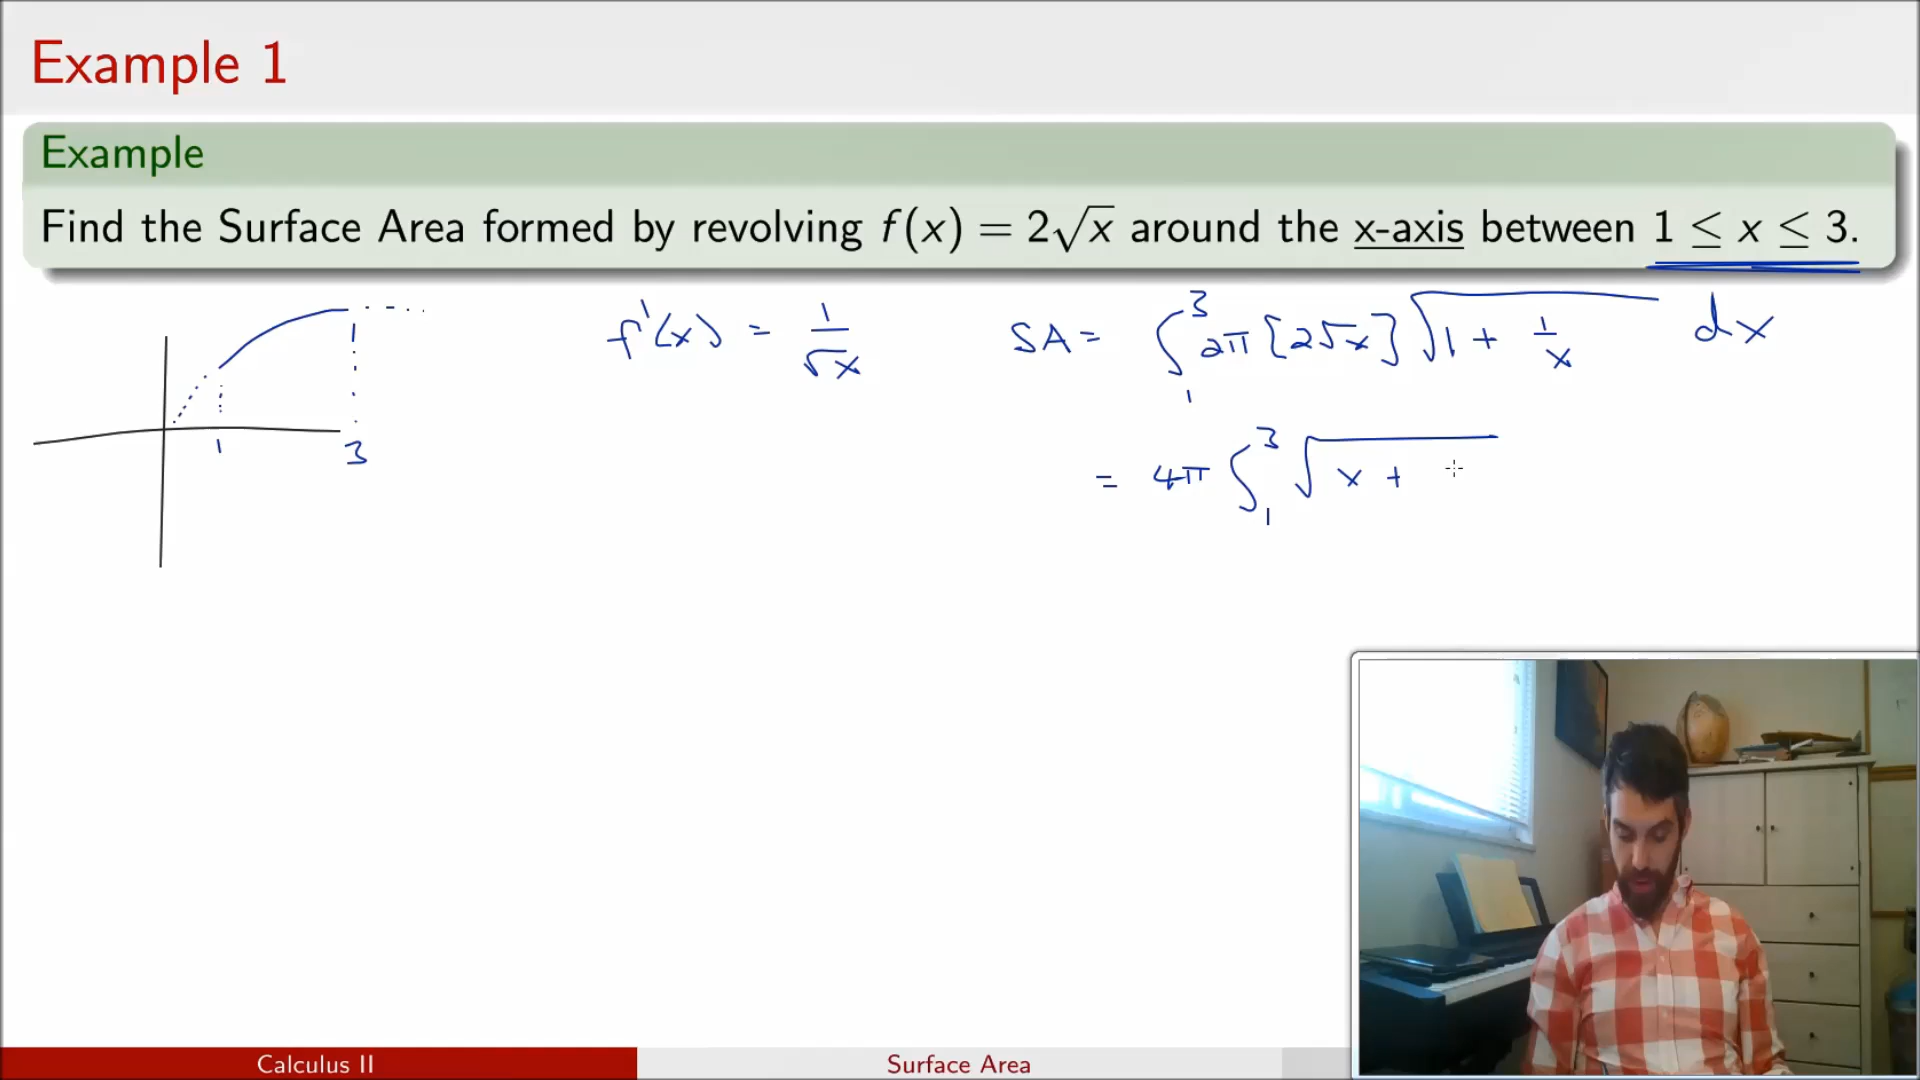 Example 1
Example
Find the Surface Area formed by revolving f(x) = 2√x around the x-axis between 1 ≤ x ≤ 3.
f'(x) = 1/√x
SA = ∫₁³ 2π [2√x] √(1 + 1/x) dx
= 4π ∫₁³ √(x +
1
3
Calculus II
Surface Area